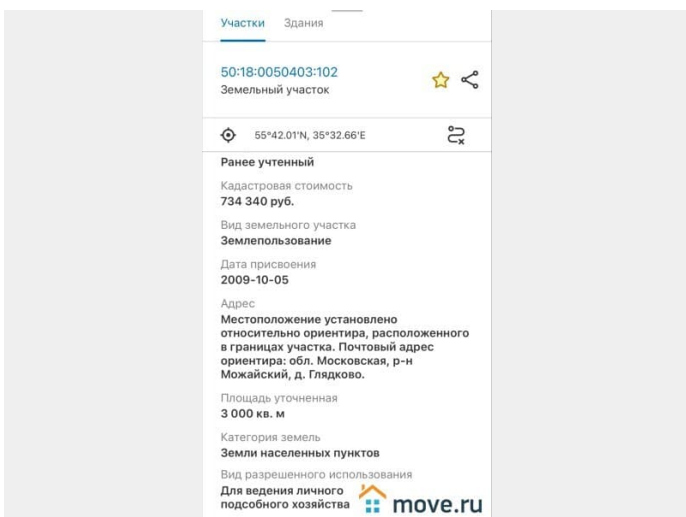 Участки Здания
50:18:0050403:102
Земельный участок
55°42.01'N, 35°32.66'E
Ранее учтенный
Кадастровая стоимость
734 340 руб.
Вид земельного участка
Землепользование
Дата присвоения
2009-10-05
Адрес
Местоположение установлено
относительно ориентира, расположенного
в границах участка. Почтовый адрес
ориентира: обл. Московская, р-н
Можайский, д. Глядково.
Площадь уточненная
3 000 кв. м
Категория земель
Земли населенных пунктов
Вид разрешенного использования
Для ведения личного
подсобного хозяйства
move.ru